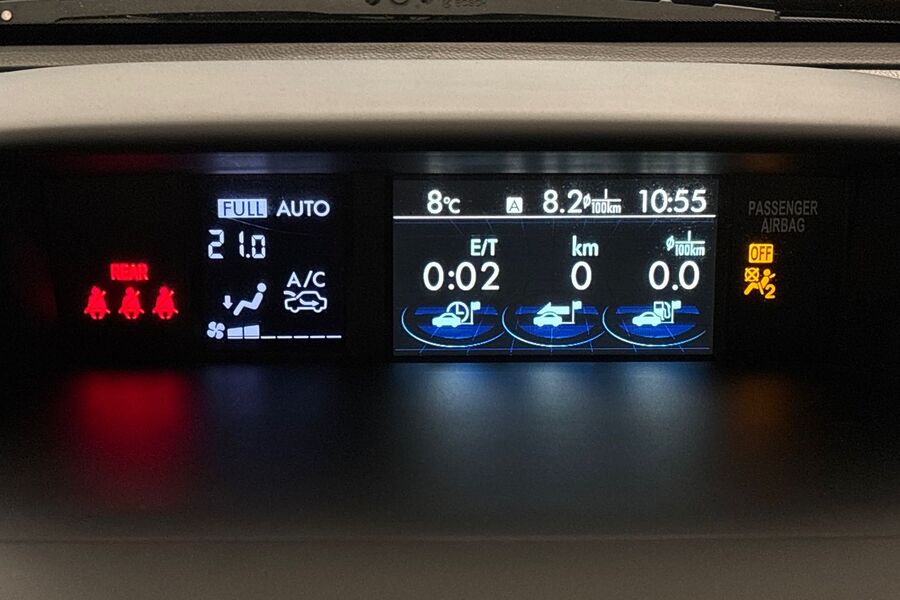 REAR
FULL AUTO
21.0
A/C
8°C A 8.2 ø l/100km 10:55
E/T km ø l/100km
0:02 0 0.0
PASSENGER
AIRBAG
OFF
2